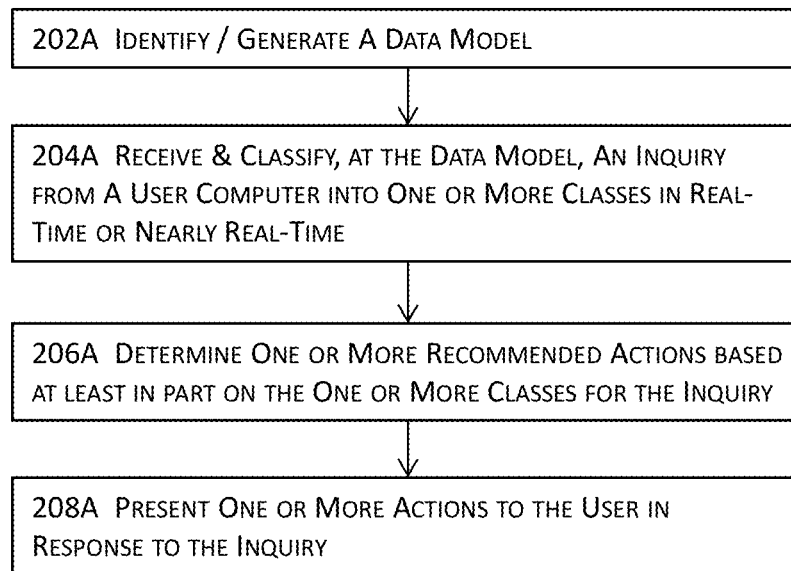 202A IDENTIFY / GENERATE A DATA MODEL
204A RECEIVE & CLASSIFY, AT THE DATA MODEL, AN INQUIRY
FROM A USER COMPUTER INTO ONE OR MORE CLASSES IN REAL-
TIME OR NEARLY REAL-TIME
206A DETERMINE ONE OR MORE RECOMMENDED ACTIONS BASED
AT LEAST IN PART ON THE ONE OR MORE CLASSES FOR THE INQUIRY
208A PRESENT ONE OR MORE ACTIONS TO THE USER IN
RESPONSE TO THE INQUIRY